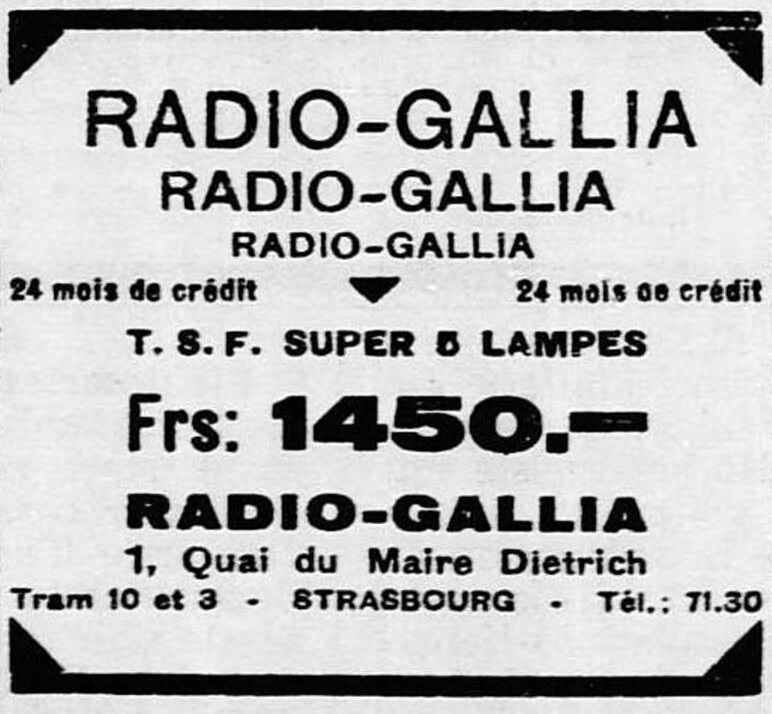 RADIO-GALLIA
RADIO-GALLIA
RADIO-GALLIA
24 mois de crédit 24 mois de crédit
T. S. F. SUPER 5 LAMPES
Frs: 1450.—
RADIO-GALLIA
1, Quai du Maire Dietrich
Tram 10 et 3 - STRASBOURG - Tél.: 71.30